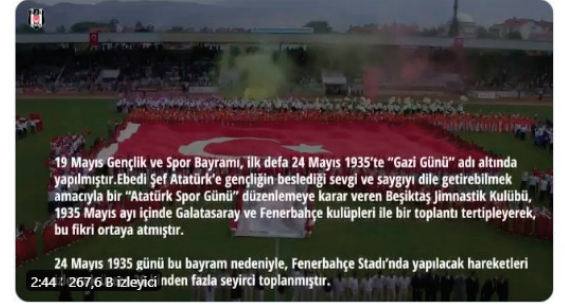 19 Mayıs Gençlik ve Spor Bayramı, ilk defa 24 Mayıs 1935'te "Gazi Günü" adı altında
yapılmıştır.Ebedi Şef Atatürk'e gençliğin beslediği sevgi ve saygıyı dile getirebilmek
amacıyla bir "Atatürk Spor Günü" düzenlemeye karar veren Beşiktaş Jimnastik Kulübü,
1935 Mayıs ayı içinde Galatasaray ve Fenerbahçe kulüpleri ile bir toplantı tertipleyerek,
bu fikri ortaya atmıştır.
24 Mayıs 1935 günü bu bayram nedeniyle, Fenerbahçe Stadı'nda yapılacak hareketleri
2:44 267,6 B izleyici nden fazla seyirci toplanmıştır.